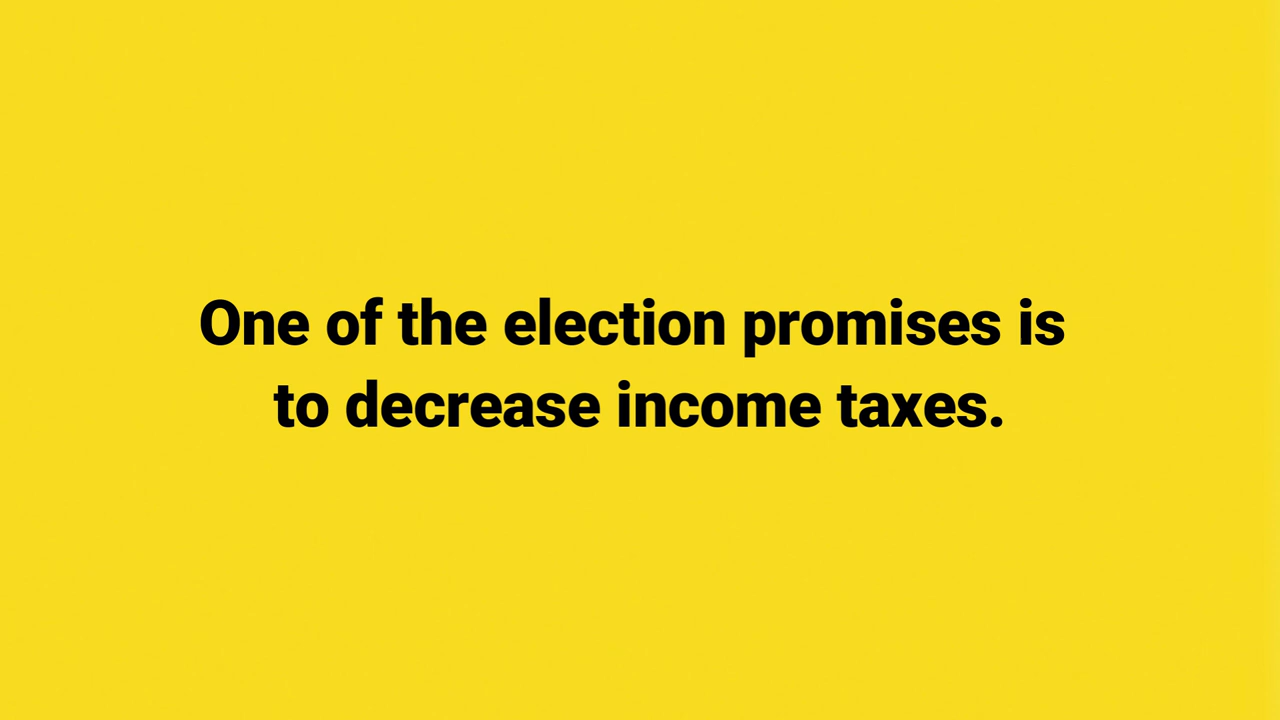 One of the election promises is
to decrease income taxes.